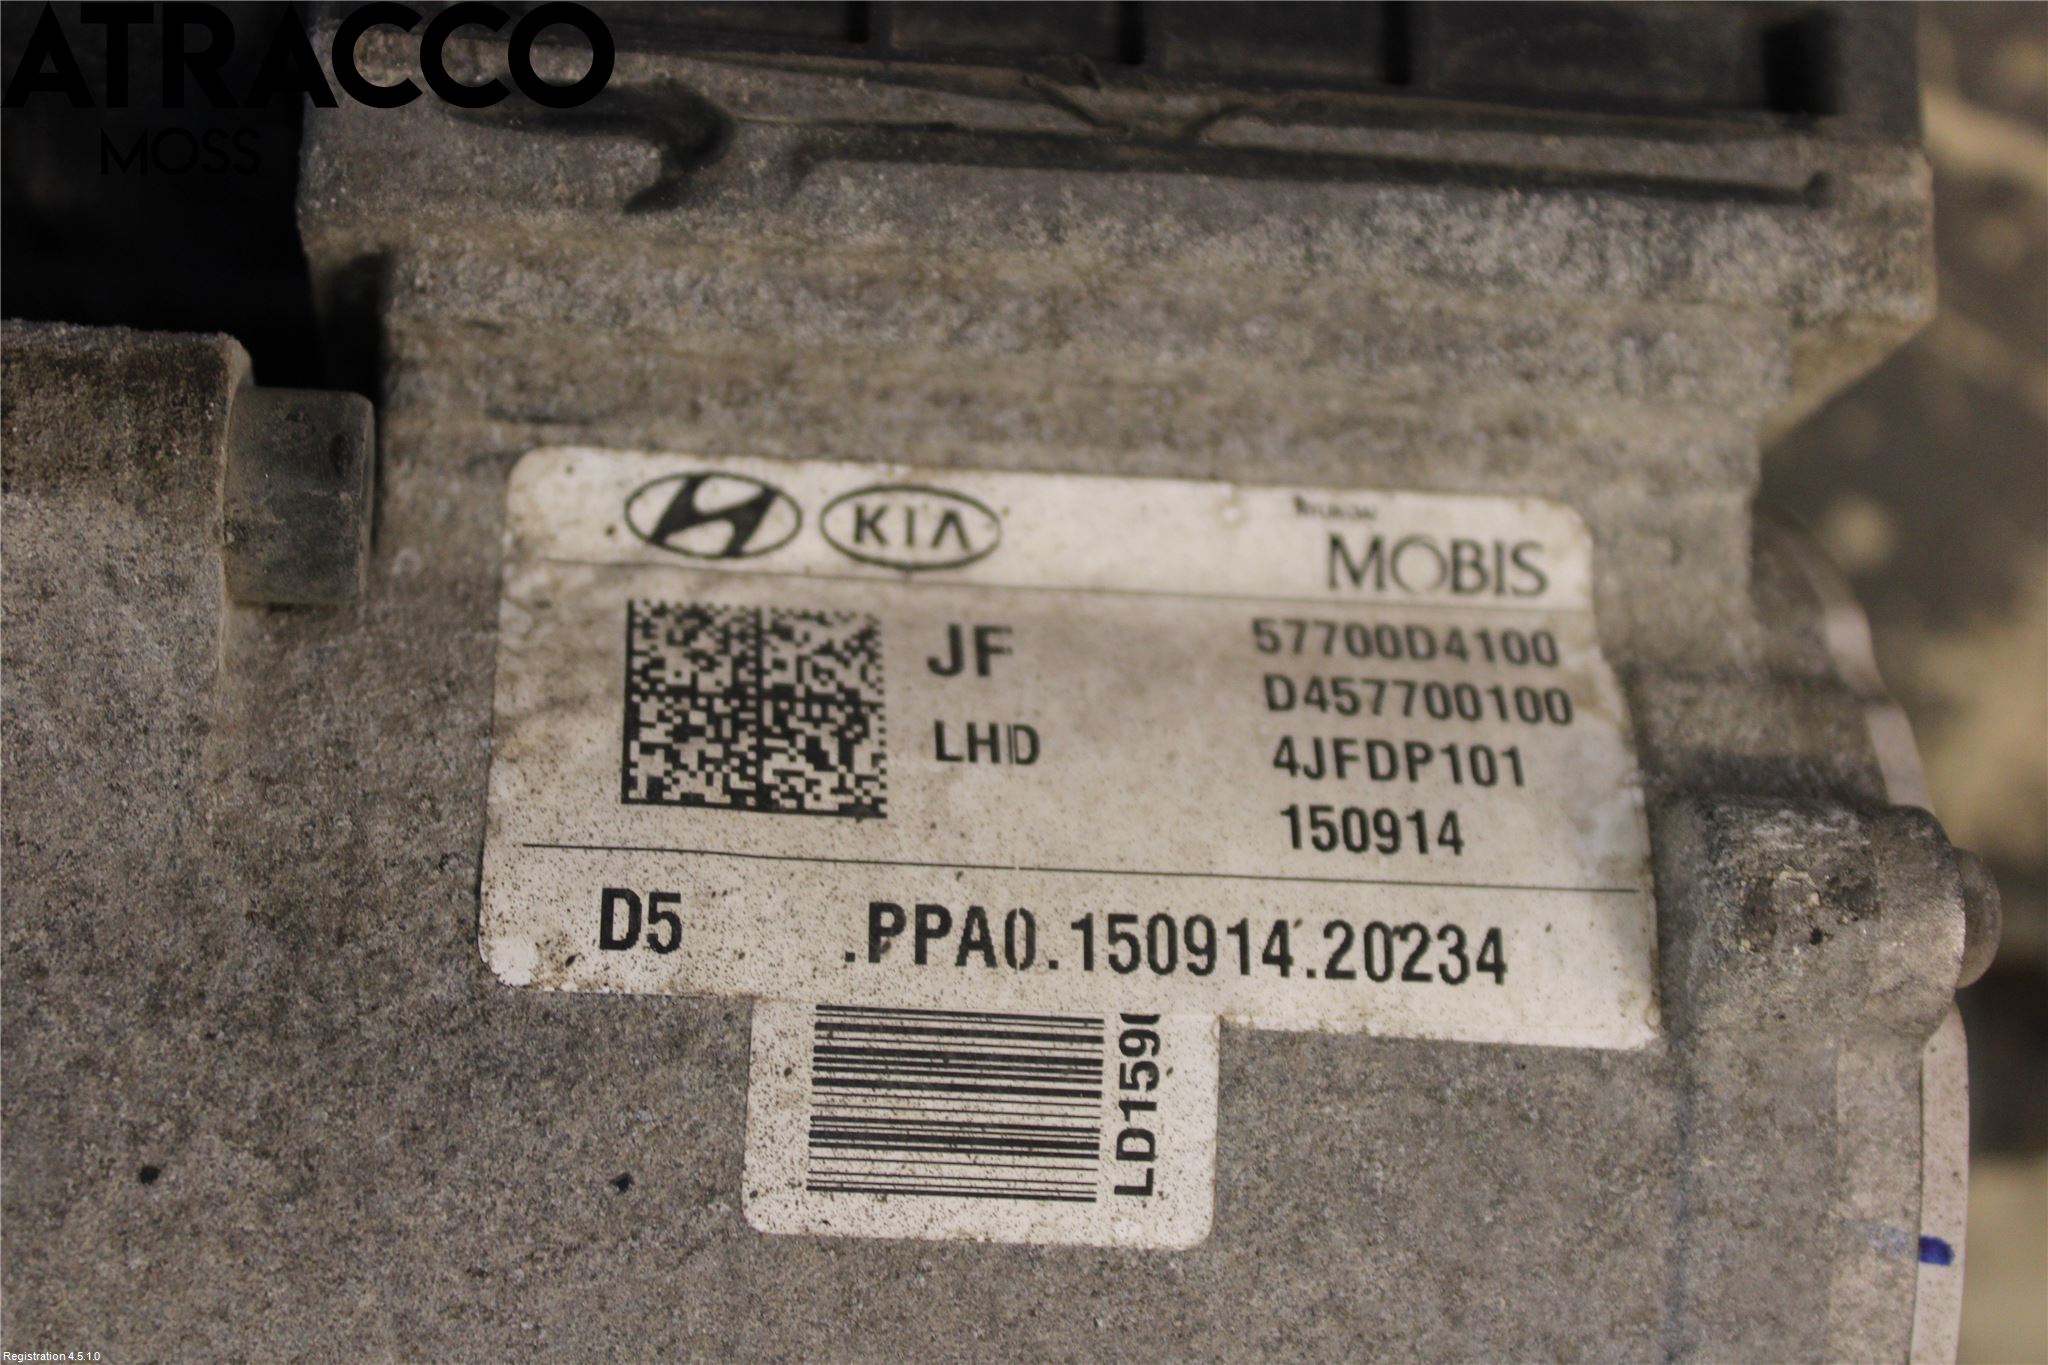 ATRACCO
MOSS
KIA
MOBIS
JF 57700D4100
D457700100
LHD 4JFDP101
150914
D5 .PPA0.150914.20234
LD159
Registration 4.5.1.0